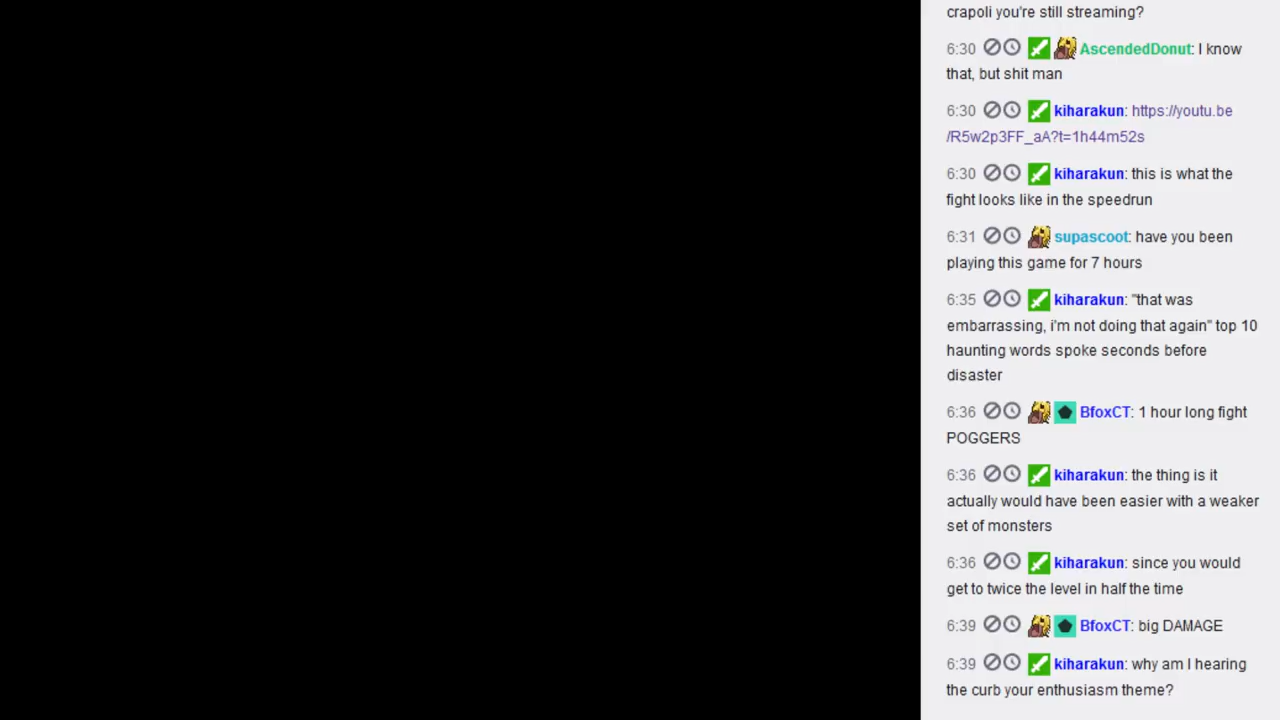 crapoli you're still streaming?
6:30 AscendedDonut: I know
that, but shit man
6:30 kiharakun: https://youtu.be
/R5w2p3FF_aA?t=1h44m52s
6:30 kiharakun: this is what the
fight looks like in the speedrun
6:31 supascoot: have you been
playing this game for 7 hours
6:35 kiharakun: "that was
embarrassing, i'm not doing that again" top 10
haunting words spoke seconds before
disaster
6:36 BfoxCT: 1 hour long fight
POGGERS
6:36 kiharakun: the thing is it
actually would have been easier with a weaker
set of monsters
6:36 kiharakun: since you would
get to twice the level in half the time
6:39 BfoxCT: big DAMAGE
6:39 kiharakun: why am I hearing
the curb your enthusiasm theme?